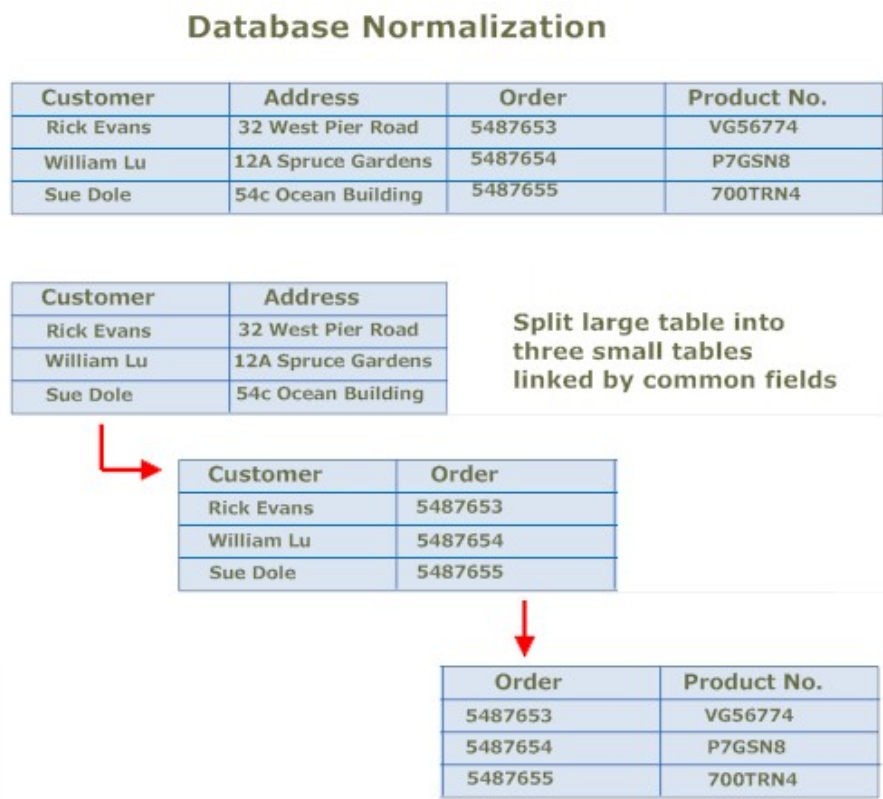 Database Normalization
Customer Address Order Product No.
Rick Evans 32 West Pier Road 5487653 VG56774
William Lu 12A Spruce Gardens 5487654 P7GSN8
Sue Dole 54c Ocean Building 5487655 700TRN4
Customer Address
Rick Evans 32 West Pier Road
William Lu 12A Spruce Gardens
Sue Dole 54c Ocean Building
Split large table into
three small tables
linked by common fields
Customer Order
Rick Evans 5487653
William Lu 5487654
Sue Dole 5487655
Order Product No.
5487653 VG56774
5487654 P7GSN8
5487655 700TRN4